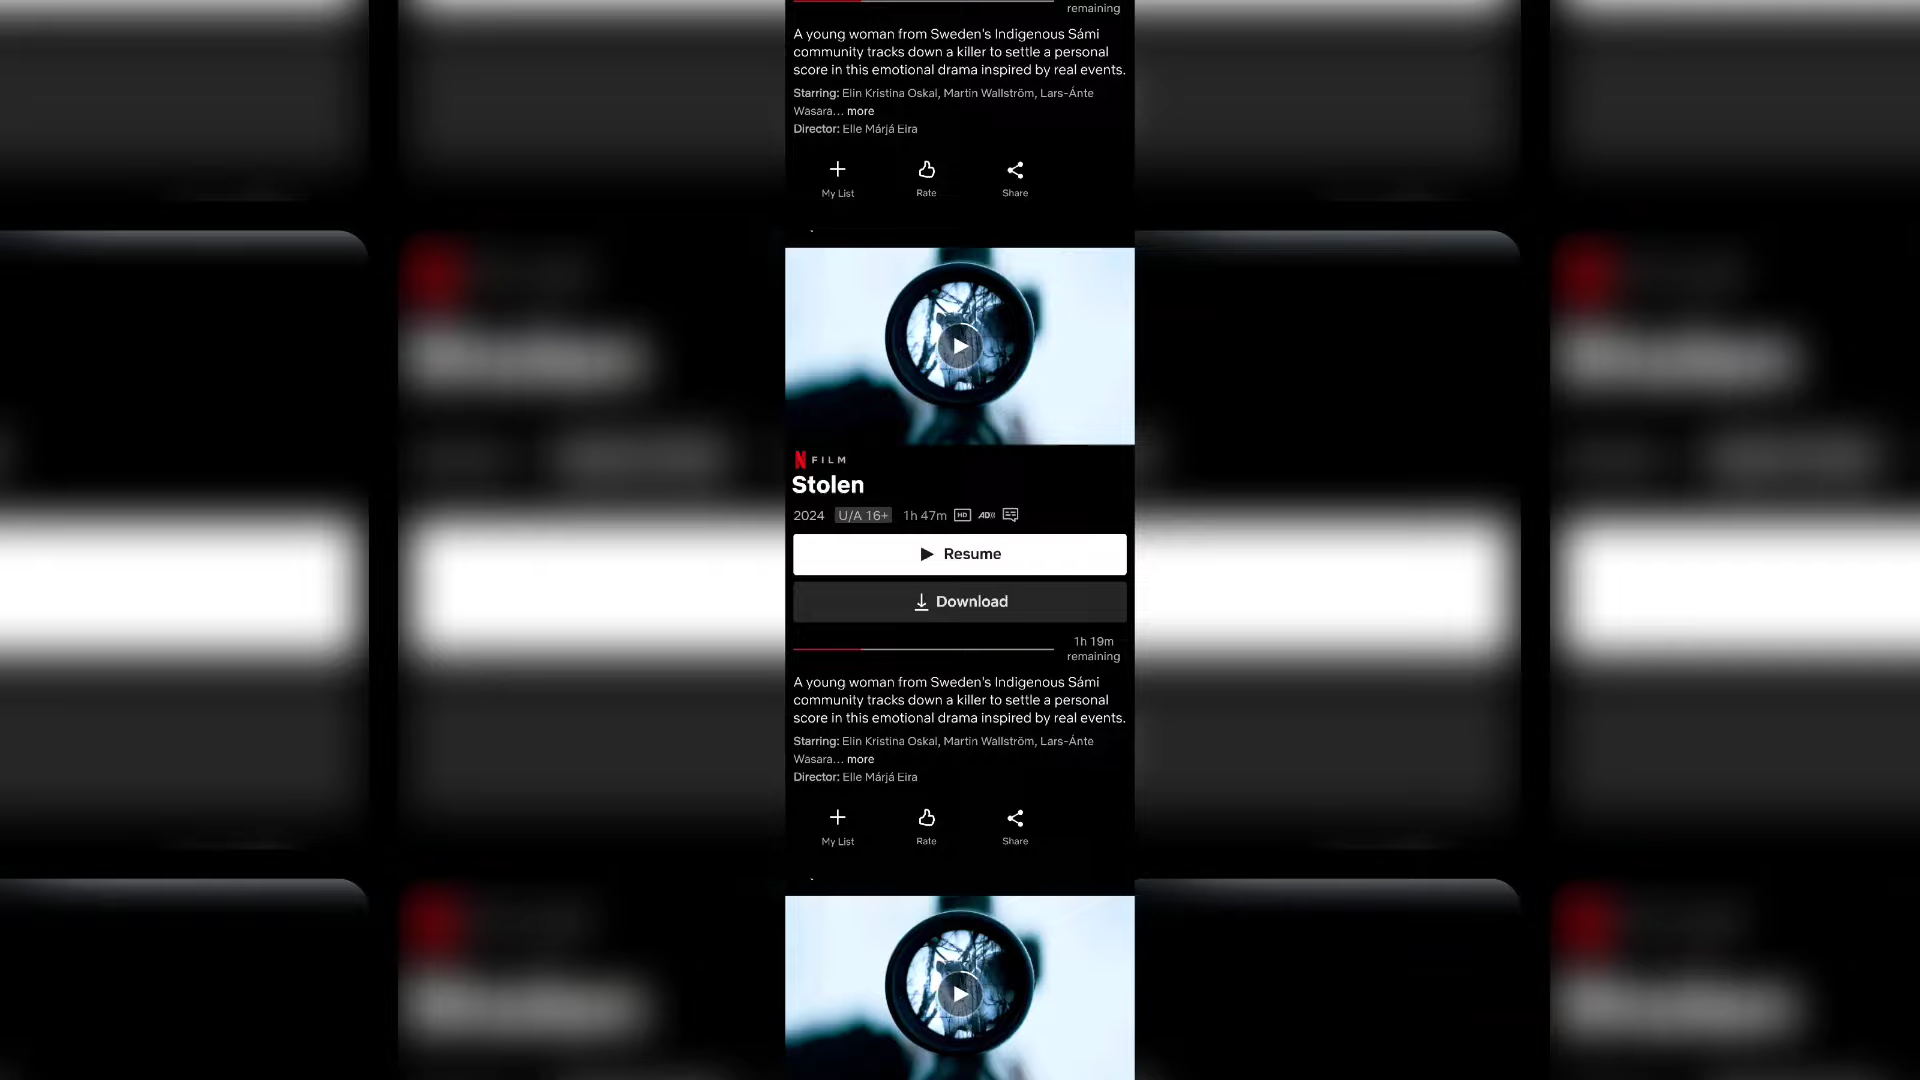 remaining
A young woman from Sweden's Indigenous Sámi
community tracks down a killer to settle a personal
score in this emotional drama inspired by real events.
Starring: Elin Kristina Oskal, Martin Wallström, Lars-Ánte
Wasara... more
Director: Elle Márjá Eira
My List Rate Share
N FILM
Stolen
2024 U/A 16+ 1h 47m HD AD
Resume
Download
1h 19m
remaining
A young woman from Sweden's Indigenous Sámi
community tracks down a killer to settle a personal
score in this emotional drama inspired by real events.
Starring: Elin Kristina Oskal, Martin Wallström, Lars-Ánte
Wasara... more
Director: Elle Márjá Eira
My List Rate Share